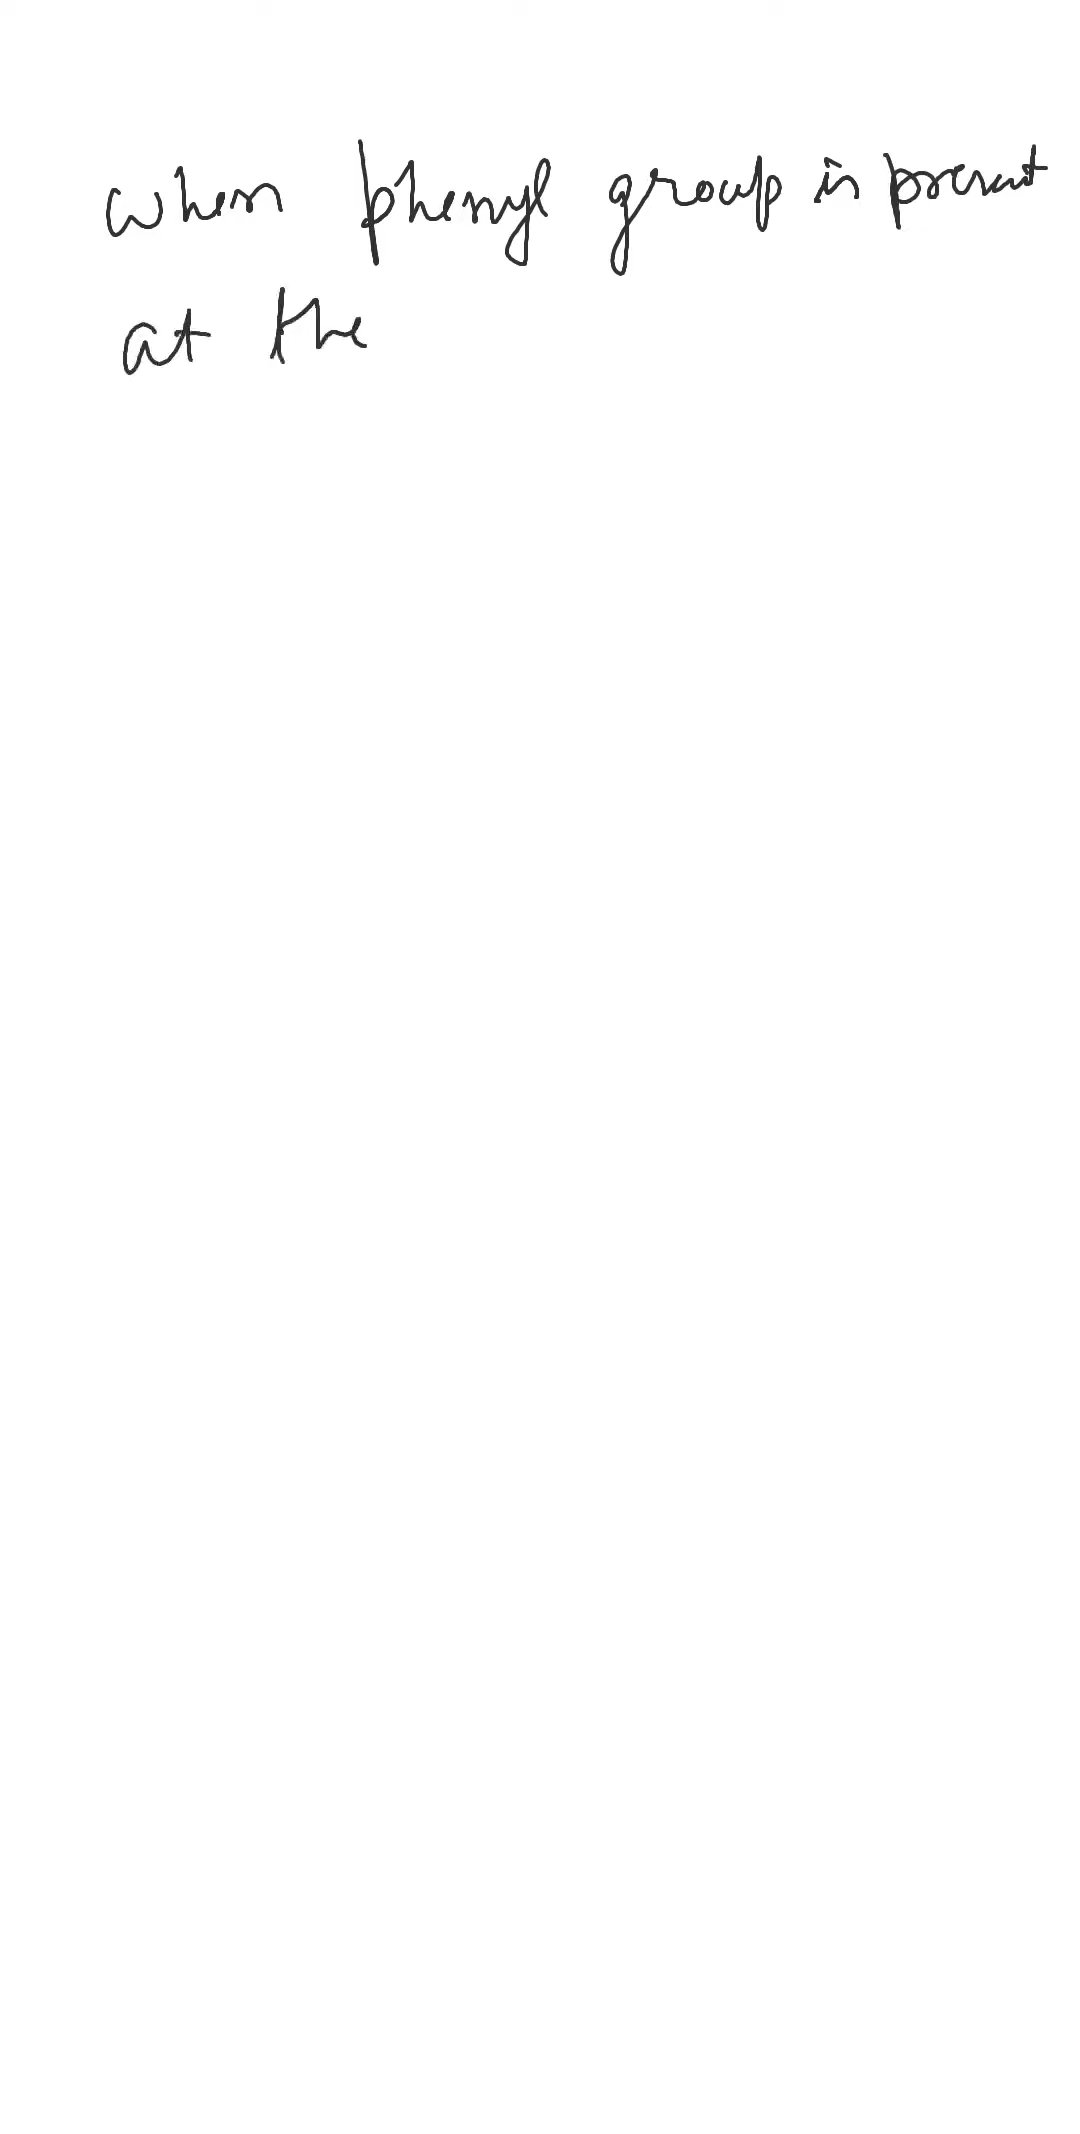 when phenyl group is present
at the